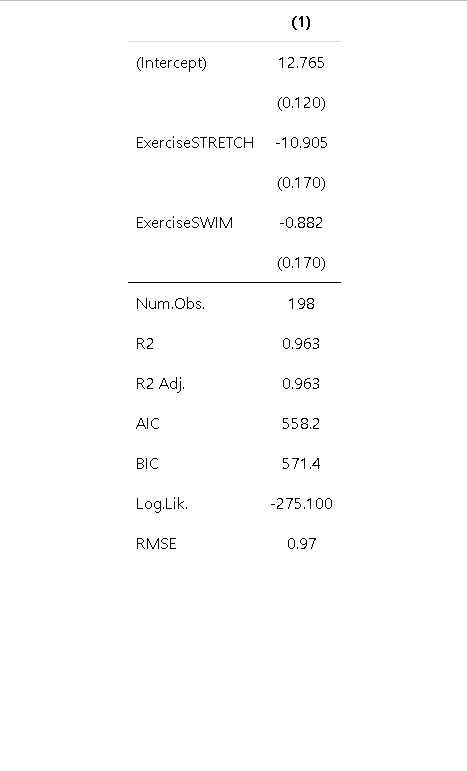 (1)
(Intercept) 12.765
(0.120)
ExerciseSTRETCH -10.905
(0.170)
ExerciseSWIM -0.882
(0.170)
Num.Obs. 198
R2 0.963
R2 Adj. 0.963
AIC 558.2
BIC 571.4
Log.Lik. -275.100
RMSE 0.97